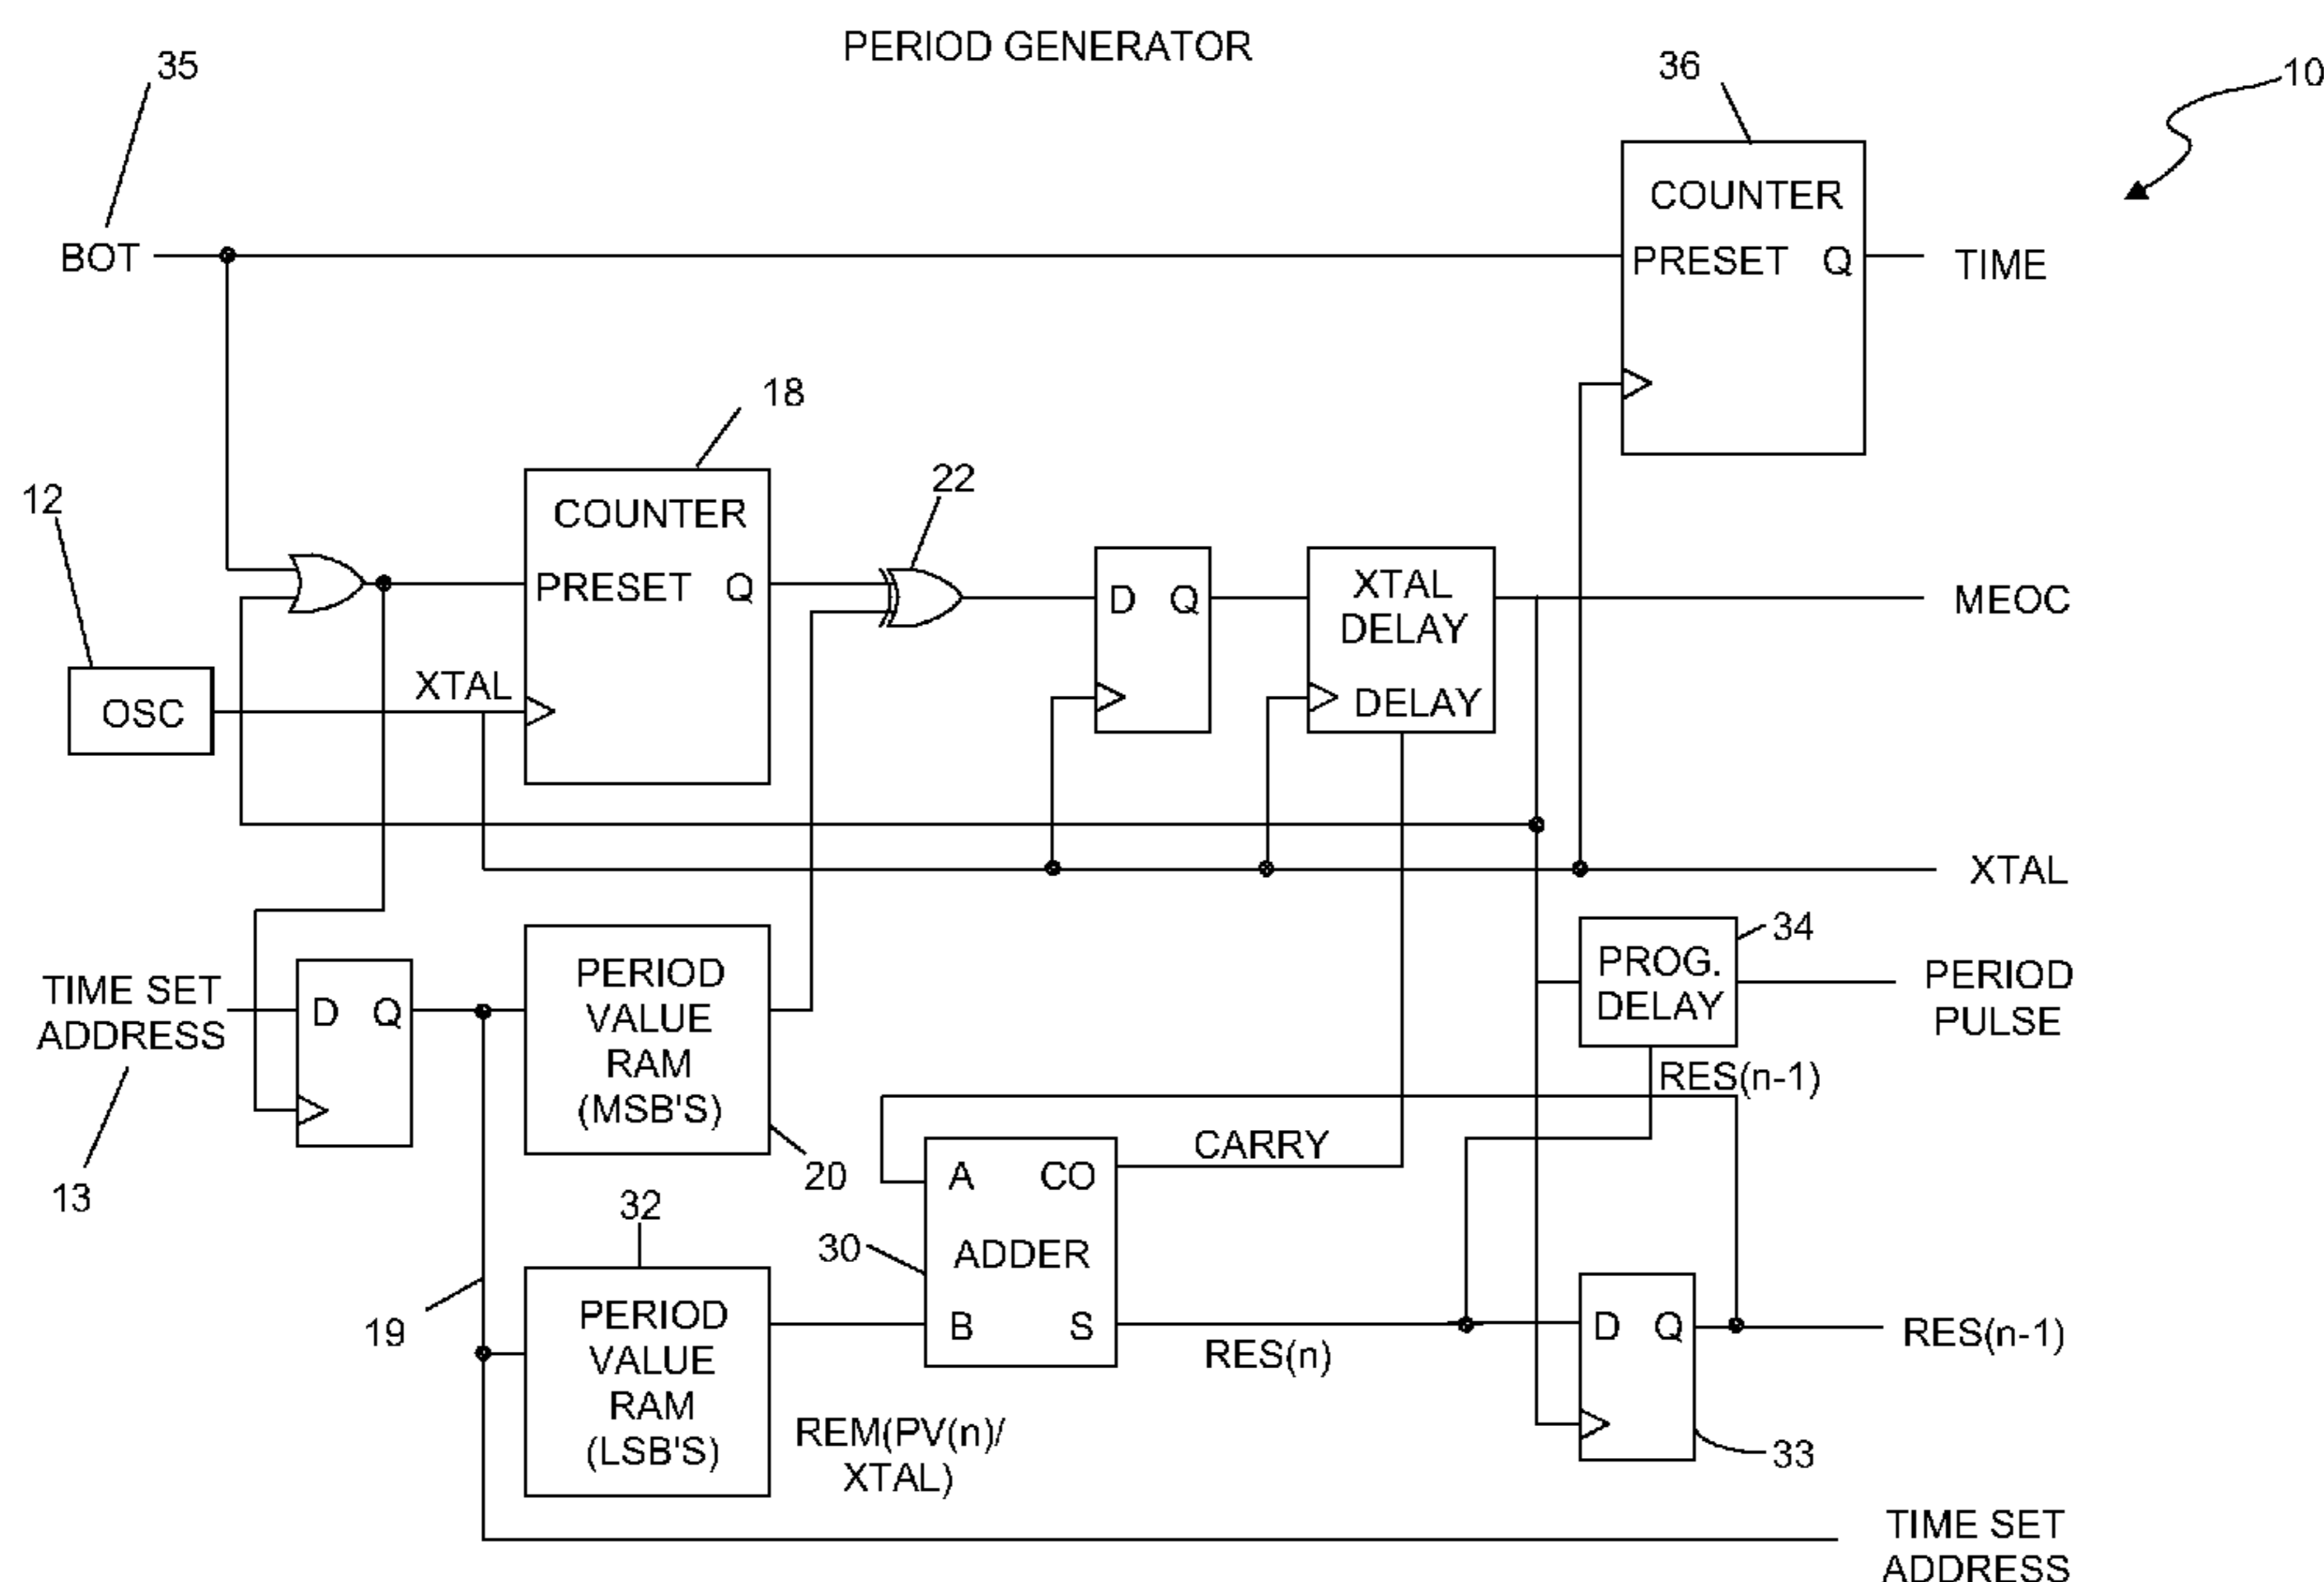 PERIOD GENERATOR
35
36
10
COUNTER
BOT
PRESET Q
TIME
18
12
22
COUNTER
PRESET Q
D Q
XTAL
DELAY
DELAY
MEOC
XTAL
OSC
XTAL
34
TIME SET
ADDRESS
13
D Q
PERIOD
VALUE
RAM
(MSB'S)
20
PROG.
DELAY
PERIOD
PULSE
RES(n-1)
CARRY
A CO
ADDER
B S
30
32
19
PERIOD
VALUE
RAM
(LSB'S)
REM(PV(n)/
XTAL)
RES(n)
D Q
RES(n-1)
33
TIME SET
ADDRESS